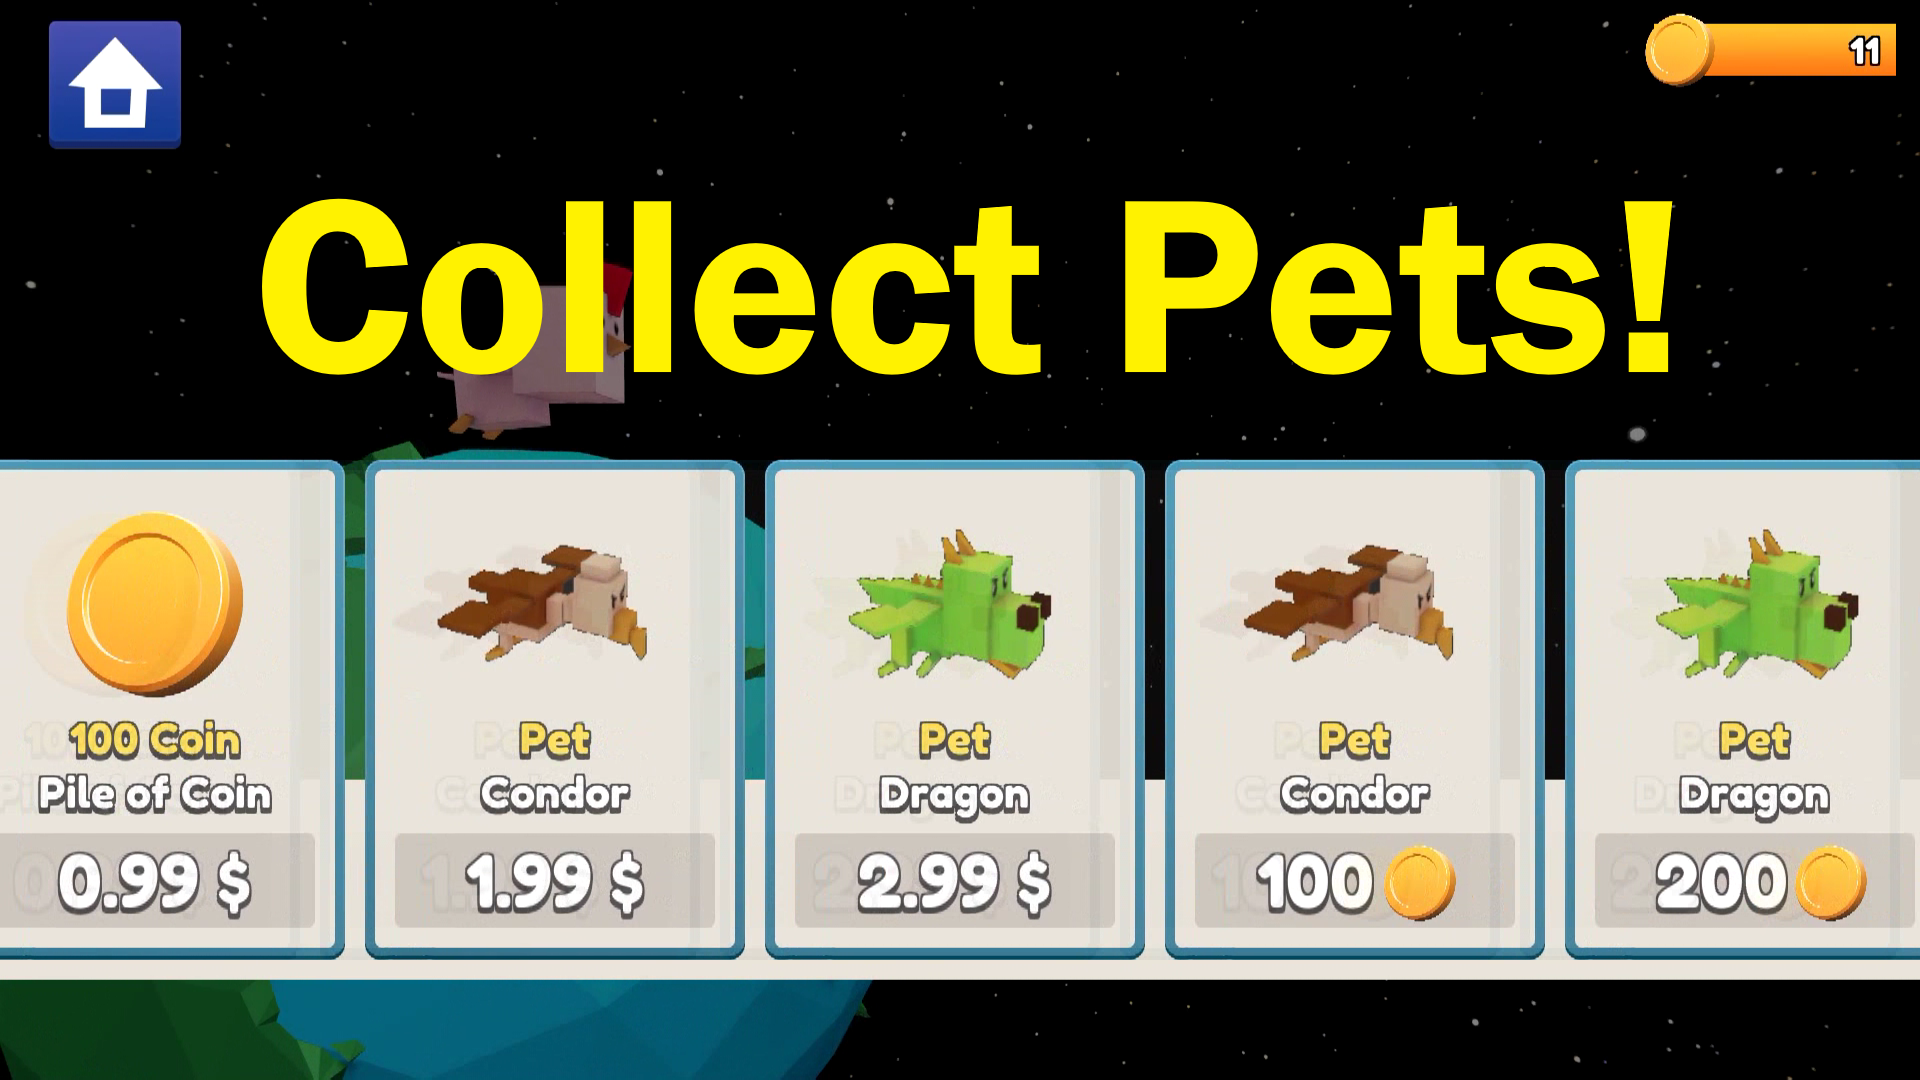 11
Collect Pets!
100 Coin
Pile of Coin
0.99 $
Pet
Condor
1.99 $
Pet
Dragon
2.99 $
Pet
Condor
100
Pet
Dragon
200